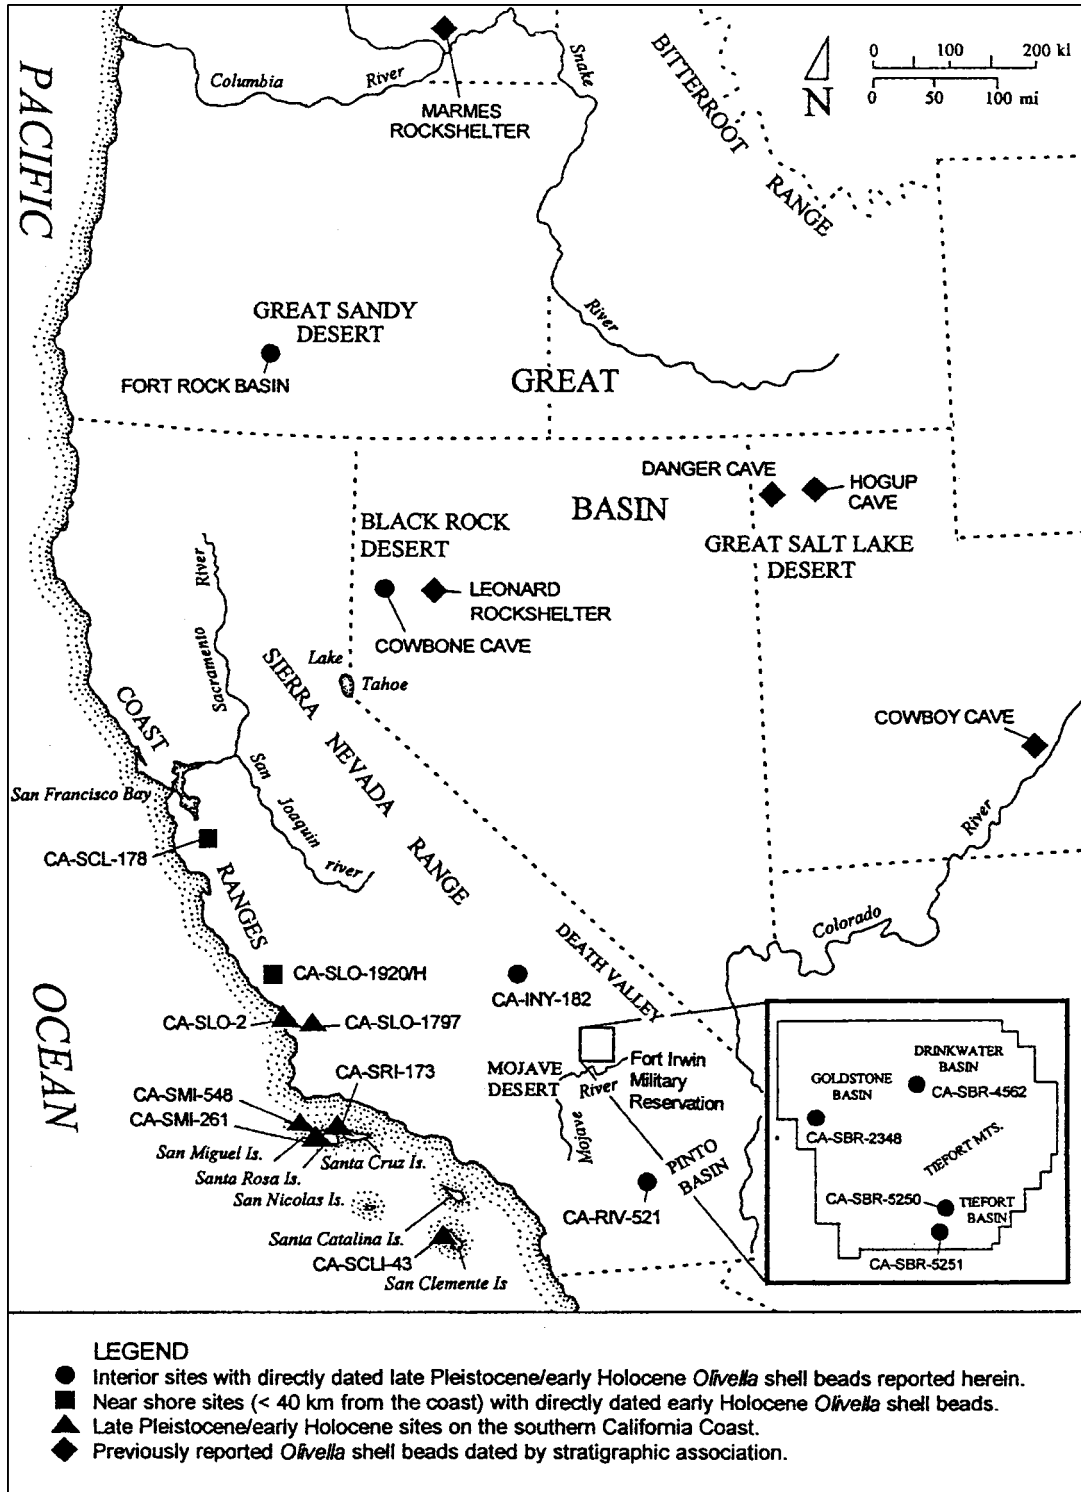 PACIFIC
OCEAN
Columbia
River
Snake
River
MARMES
ROCKSHELTER
BITTERROOT
RANGE
N
0 100 200 kl
0 50 100 mi
GREAT SANDY
DESERT
FORT ROCK BASIN
GREAT
BASIN
DANGER CAVE
HOGUP
CAVE
GREAT SALT LAKE
DESERT
BLACK ROCK
DESERT
LEONARD
ROCKSHELTER
COWBONE CAVE
Sacramento
River
Lake
Tahoe
SIERRA
NEVADA
RANGE
COAST
RANGES
San Francisco Bay
San
Joaquin
river
CA-SCL-178
COWBOY CAVE
River
Colorado
CA-SLO-1920/H
CA-SLO-2
CA-SLO-1797
CA-INY-182
DEATH VALLEY
MOJAVE
DESERT
River
Mojave
Fort Irwin
Military
Reservation
CA-SRI-173
CA-SMI-548
CA-SMI-261
San Miguel Is.
Santa Rosa Is.
Santa Cruz Is.
San Nicolas Is.
Santa Catalina Is.
CA-SCLI-43
San Clemente Is
PINTO
BASIN
CA-RIV-521
DRINKWATER
BASIN
GOLDSTONE
BASIN
CA-SBR-4562
CA-SBR-2348
TIEFORT MTS.
CA-SBR-5250
TIEFORT
BASIN
CA-SBR-5251
LEGEND
Interior sites with directly dated late Pleistocene/early Holocene Olivella shell beads reported herein.
Near shore sites (< 40 km from the coast) with directly dated early Holocene Olivella shell beads.
Late Pleistocene/early Holocene sites on the southern California Coast.
Previously reported Olivella shell beads dated by stratigraphic association.